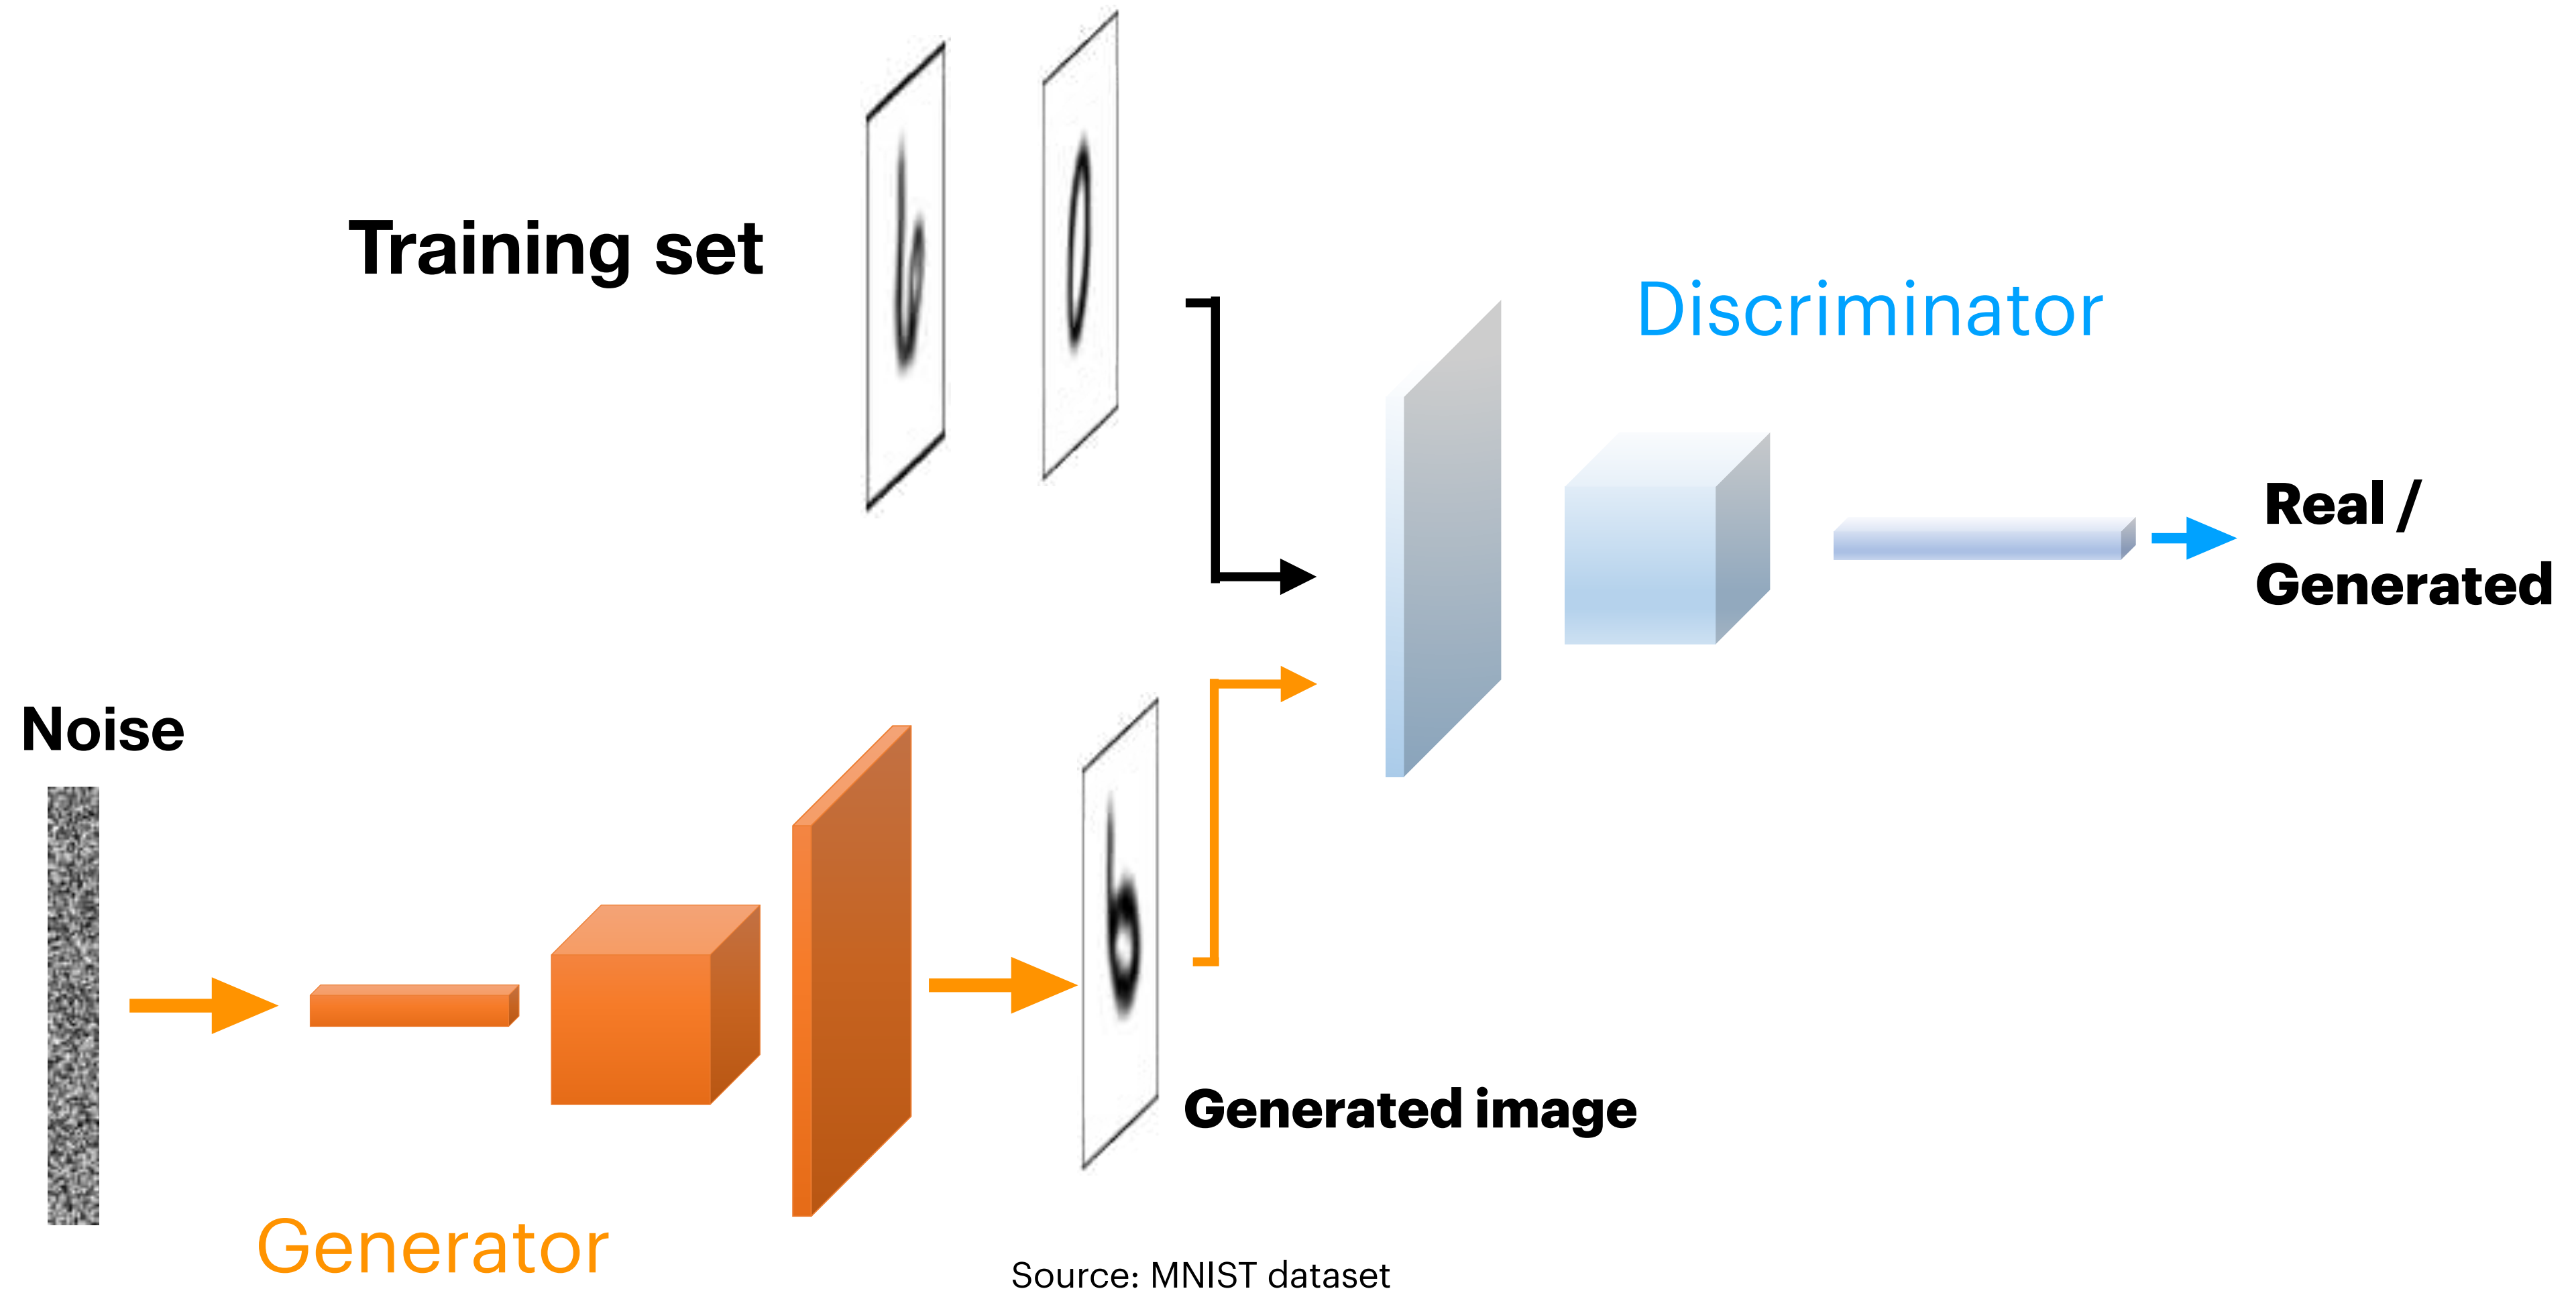 Training set
Discriminator
Real /
Generated
Noise
Generated image
Generator
Source: MNIST dataset